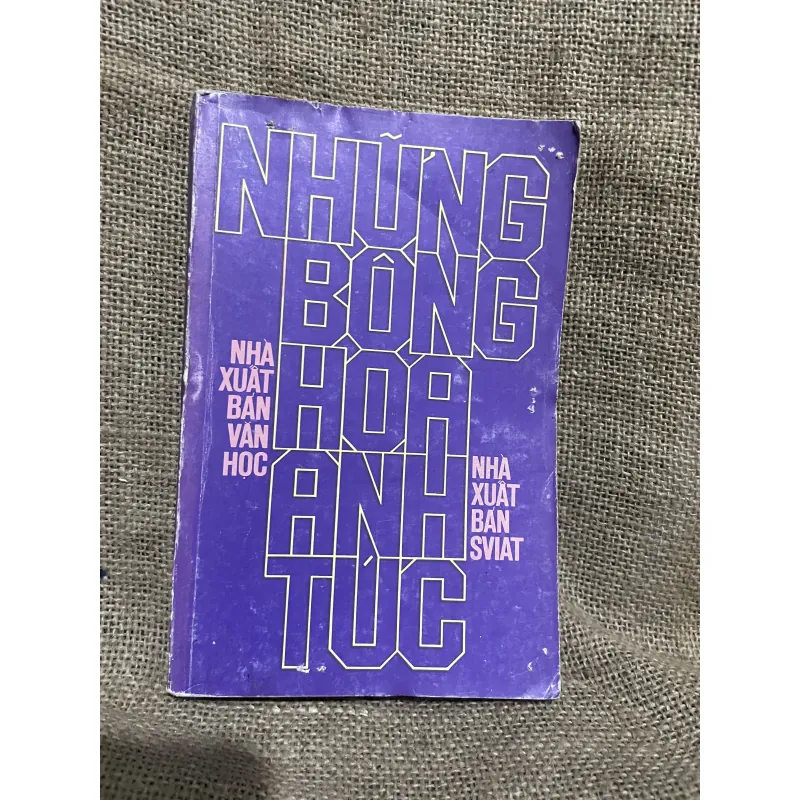 NHỮNG
BÔNG
HOA
ANH
TÚC
NHÀ
XUẤT
BẢN
VĂN
HỌC
NHÀ
XUẤT
BẢN
SVIAT